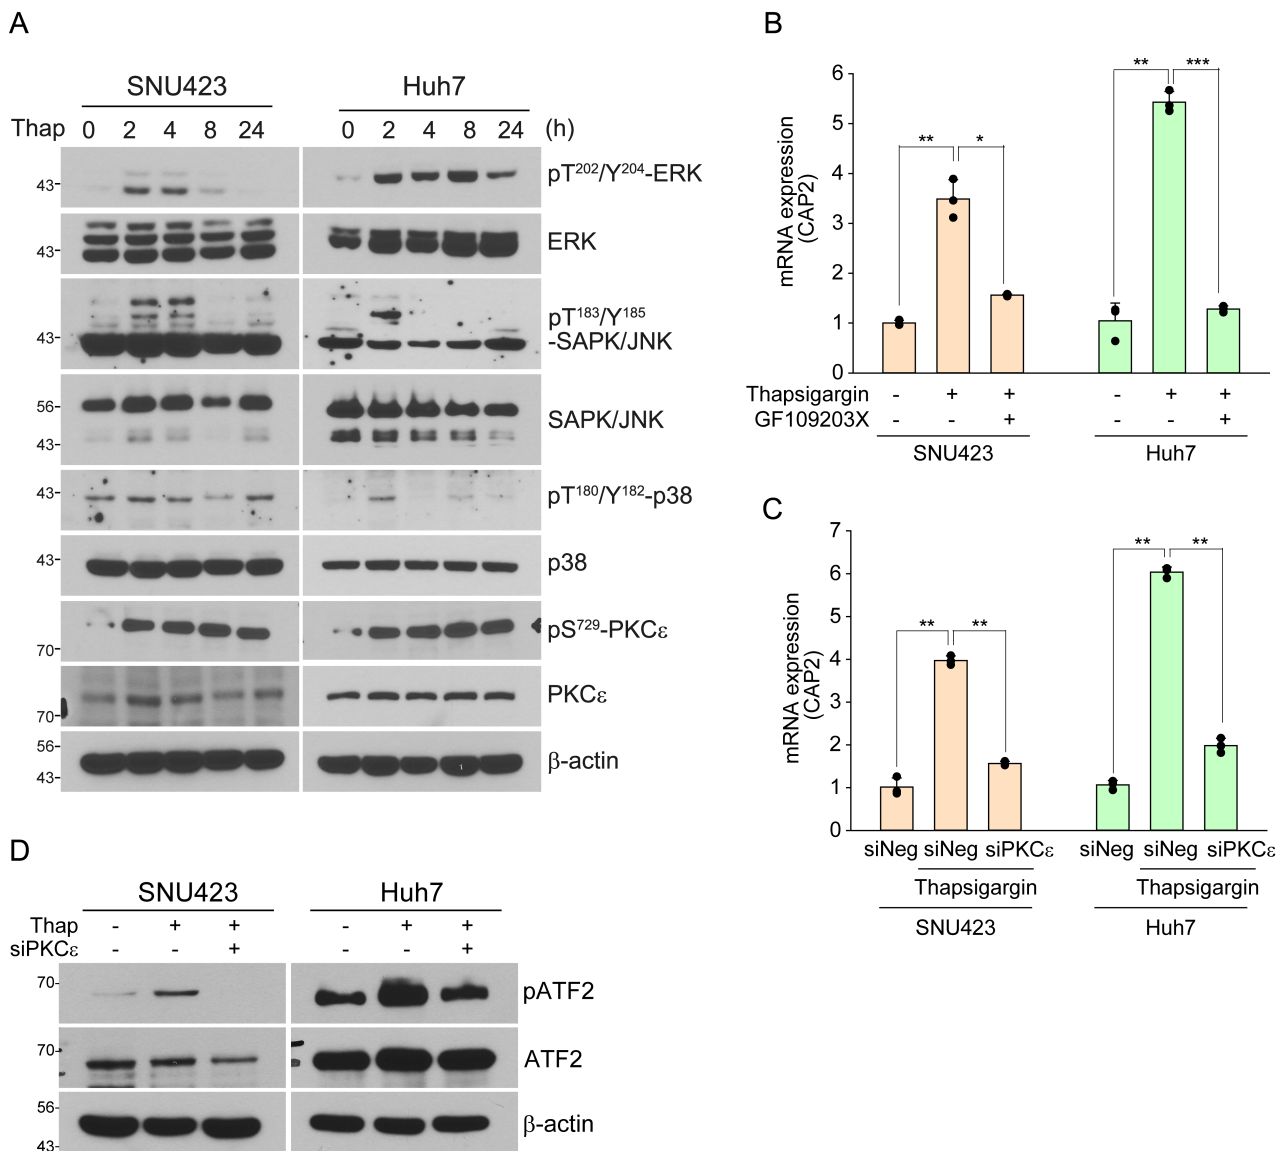 A
SNU423 Huh7
Thap 0 2 4 8 24 0 2 4 8 24 (h)
43- pT²⁰²/Y²⁰⁴-ERK
43- ERK
43- pT¹⁸³/Y¹⁸⁵
-SAPK/JNK
56- SAPK/JNK
43-
43- pT¹⁸⁰/Y¹⁸²-p38
43- p38
70- pS⁷²⁹-PKCε
70- PKCε
56- β-actin
43-
B
mRNA expression
(CAP2)
6
5
4
3
2
1
0
** * ** ***
Thapsigargin - + + - + +
GF109203X - - + - - +
SNU423 Huh7
C
mRNA expression
(CAP2)
7
6
5
4
3
2
1
0
** ** ** **
siNeg siNeg siPKCε siNeg siNeg siPKCε
Thapsigargin Thapsigargin
SNU423 Huh7
D
SNU423 Huh7
Thap - + + - + +
siPKCε - - + - - +
70- pATF2
70- ATF2
56- β-actin
43-